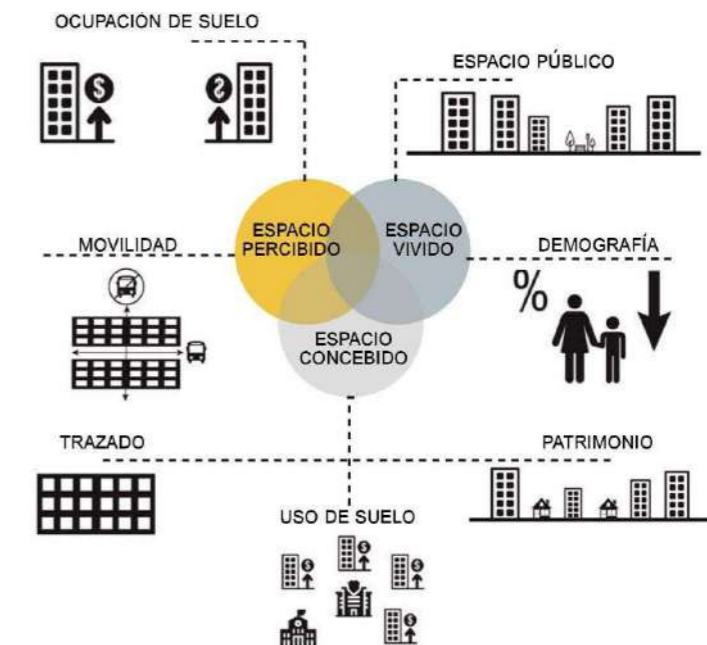 OCUPACIÓN DE SUELO
ESPACIO PÚBLICO
ESPACIO
PERCIBIDO
ESPACIO
VIVIDO
MOVILIDAD
DEMOGRAFÍA
%
ESPACIO
CONCEBIDO
TRAZADO
PATRIMONIO
USO DE SUELO